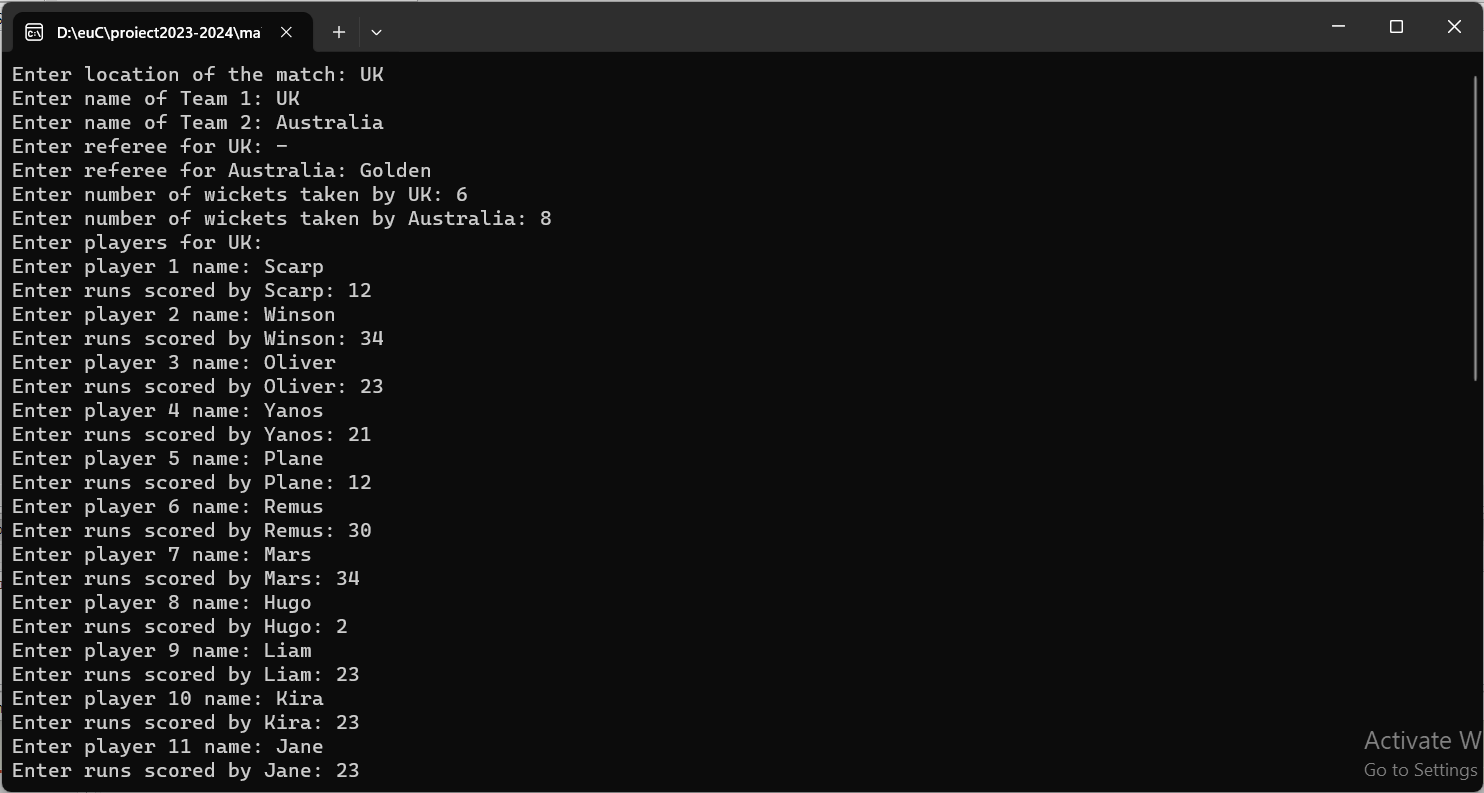 D:\euC\proiect2023-2024\ma
Enter location of the match: UK
Enter name of Team 1: UK
Enter name of Team 2: Australia
Enter referee for UK: -
Enter referee for Australia: Golden
Enter number of wickets taken by UK: 6
Enter number of wickets taken by Australia: 8
Enter players for UK:
Enter player 1 name: Scarp
Enter runs scored by Scarp: 12
Enter player 2 name: Winson
Enter runs scored by Winson: 34
Enter player 3 name: Oliver
Enter runs scored by Oliver: 23
Enter player 4 name: Yanos
Enter runs scored by Yanos: 21
Enter player 5 name: Plane
Enter runs scored by Plane: 12
Enter player 6 name: Remus
Enter runs scored by Remus: 30
Enter player 7 name: Mars
Enter runs scored by Mars: 34
Enter player 8 name: Hugo
Enter runs scored by Hugo: 2
Enter player 9 name: Liam
Enter runs scored by Liam: 23
Enter player 10 name: Kira
Enter runs scored by Kira: 23
Enter player 11 name: Jane
Enter runs scored by Jane: 23
Activate W
Go to Settings